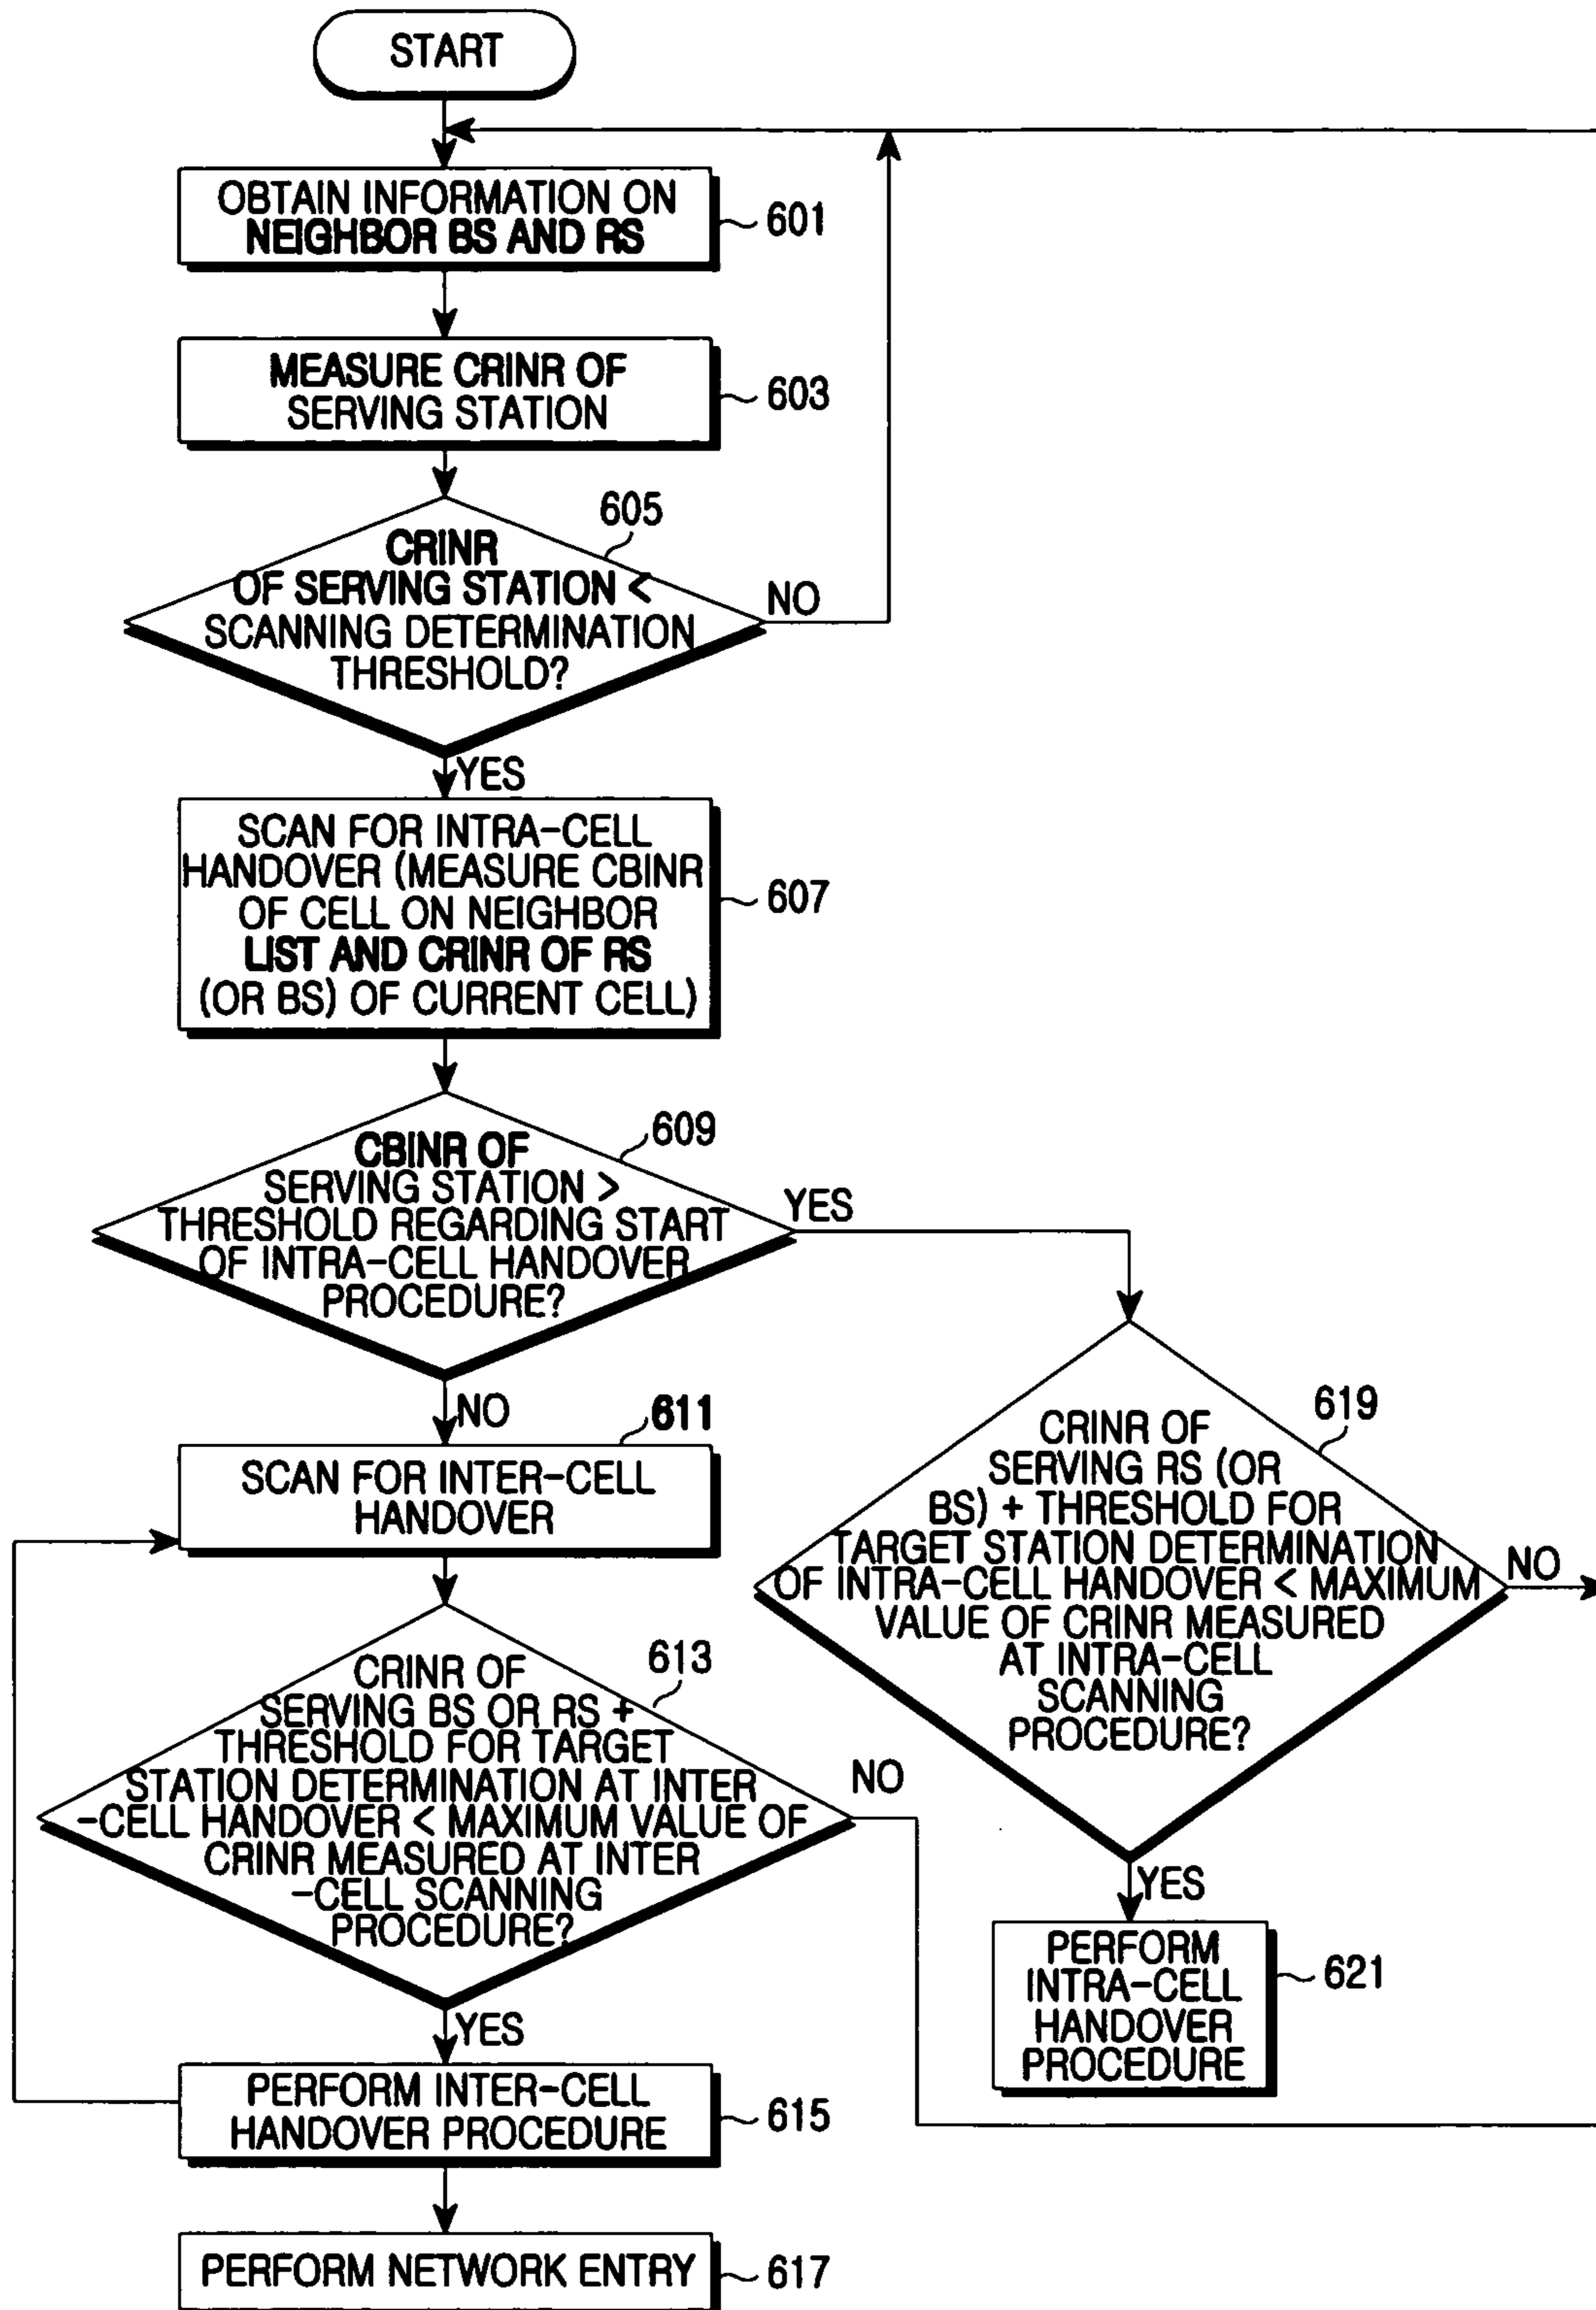 START
OBTAIN INFORMATION ON
NEIGHBOR BS AND RS
601
MEASURE CRINR OF
SERVING STATION
603
605
CRINR
OF SERVING STATION <
SCANNING DETERMINATION
THRESHOLD?
NO
YES
SCAN FOR INTRA-CELL
HANDOVER (MEASURE CBINR
OF CELL ON NEIGHBOR
LIST AND CRINR OF RS
(OR BS) OF CURRENT CELL)
607
609
CBINR OF
SERVING STATION >
THRESHOLD REGARDING START
OF INTRA-CELL HANDOVER
PROCEDURE?
YES
NO
611
SCAN FOR INTER-CELL
HANDOVER
619
CRINR OF
SERVING RS (OR
BS) + THRESHOLD FOR
TARGET STATION DETERMINATION
OF INTRA-CELL HANDOVER < MAXIMUM
VALUE OF CRINR MEASURED
AT INTRA-CELL
SCANNING
PROCEDURE?
NO
613
CRINR OF
SERVING BS OR RS +
THRESHOLD FOR TARGET
STATION DETERMINATION AT INTER
-CELL HANDOVER < MAXIMUM VALUE OF
CRINR MEASURED AT INTER
-CELL SCANNING
PROCEDURE?
NO
YES
YES
PERFORM
INTRA-CELL
HANDOVER
PROCEDURE
621
PERFORM INTER-CELL
HANDOVER PROCEDURE
615
PERFORM NETWORK ENTRY
617